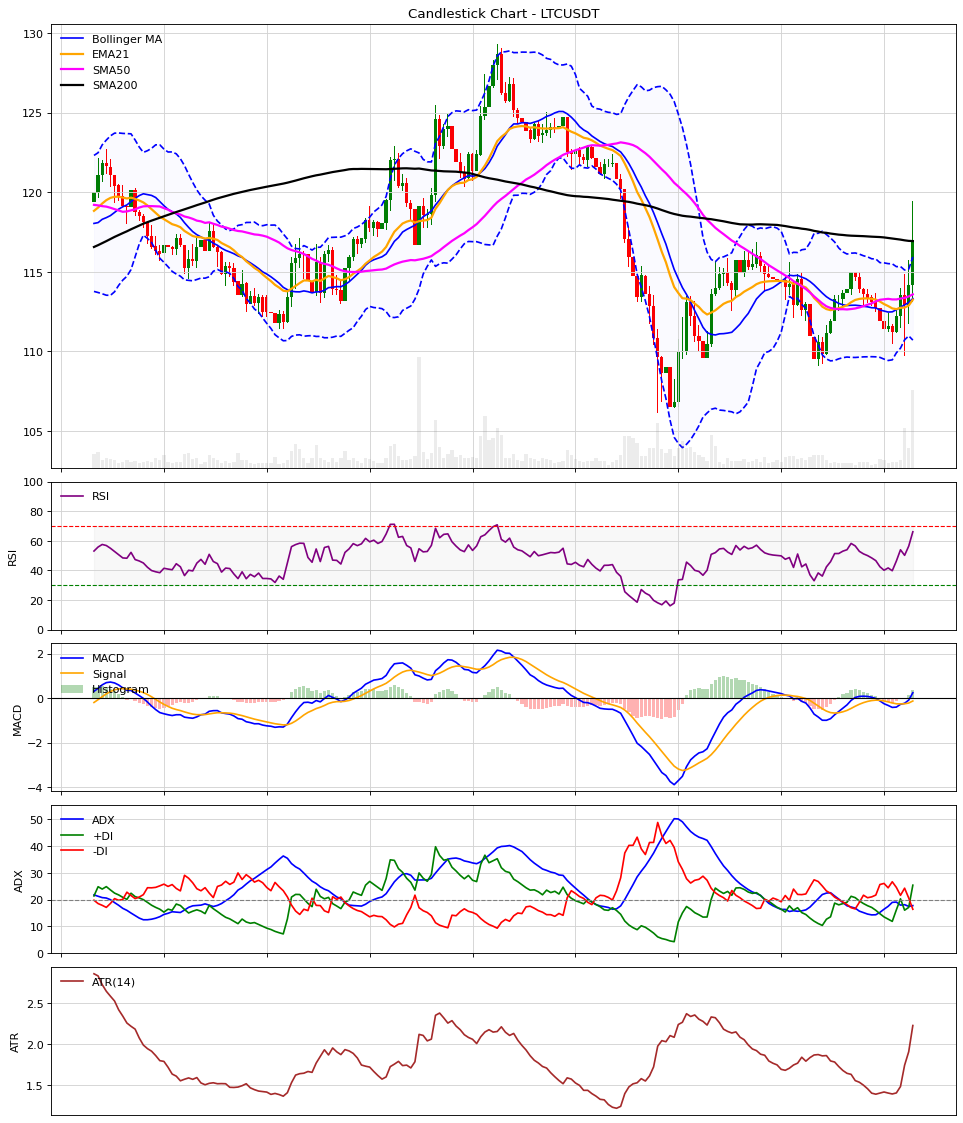 Candlestick Chart - LTCUSDT
Bollinger MA
EMA21
SMA50
SMA200
130
125
120
115
110
105
RSI
RSI
100
80
60
40
20
0
MACD
Signal
Histogram
MACD
2
0
−2
−4
ADX
+DI
-DI
ADX
50
40
30
20
10
0
ATR(14)
ATR
2.5
2.0
1.5